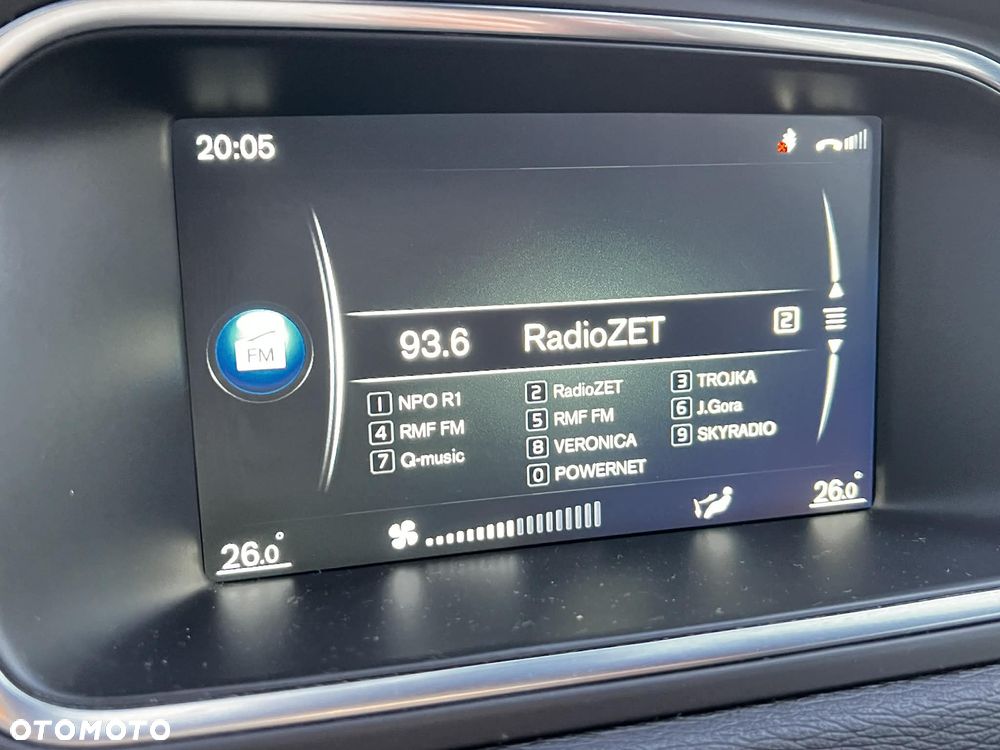 20:05
FM
93.6 RadioZET 2
1 NPO R1 2 RadioZET 3 TROJKA
4 RMF FM 5 RMF FM 6 J.Gora
7 Q-music 8 VERONICA 9 SKYRADIO
0 POWERNET
26.0° 26.0°
OTOMOTO